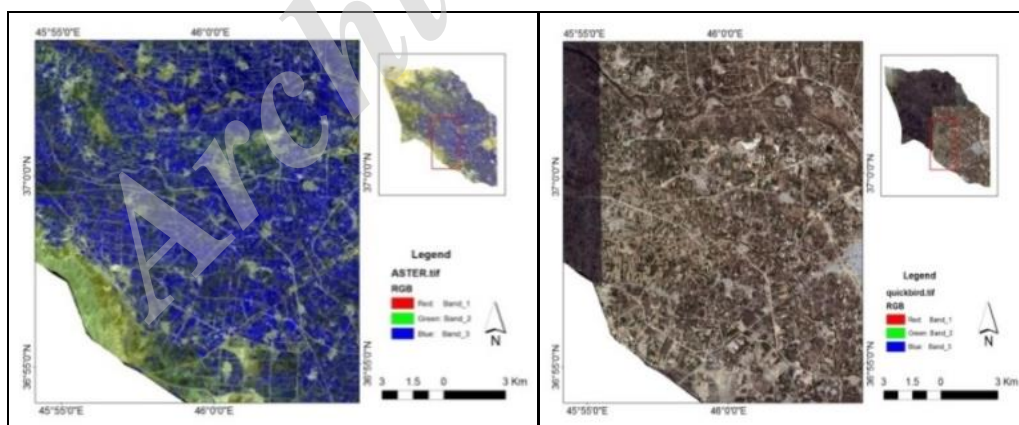 45°55'0"E 46°0'0"E
37°0'0"N 37°0'0"N
36°55'0"N 36°55'0"N
45°55'0"E 46°0'0"E
Legend
ASTER.tif
RGB
Red: Band_1
Green: Band_2
Blue: Band_3
N
3 1.5 0 3 Km
45°55'0"E 46°0'0"E
37°0'0"N 37°0'0"N
36°55'0"N 36°55'0"N
45°55'0"E 46°0'0"E
Legend
quickbird.tif
RGB
Red: Band_1
Green: Band_2
Blue: Band_3
N
3 1.5 0 3 Km
Archi